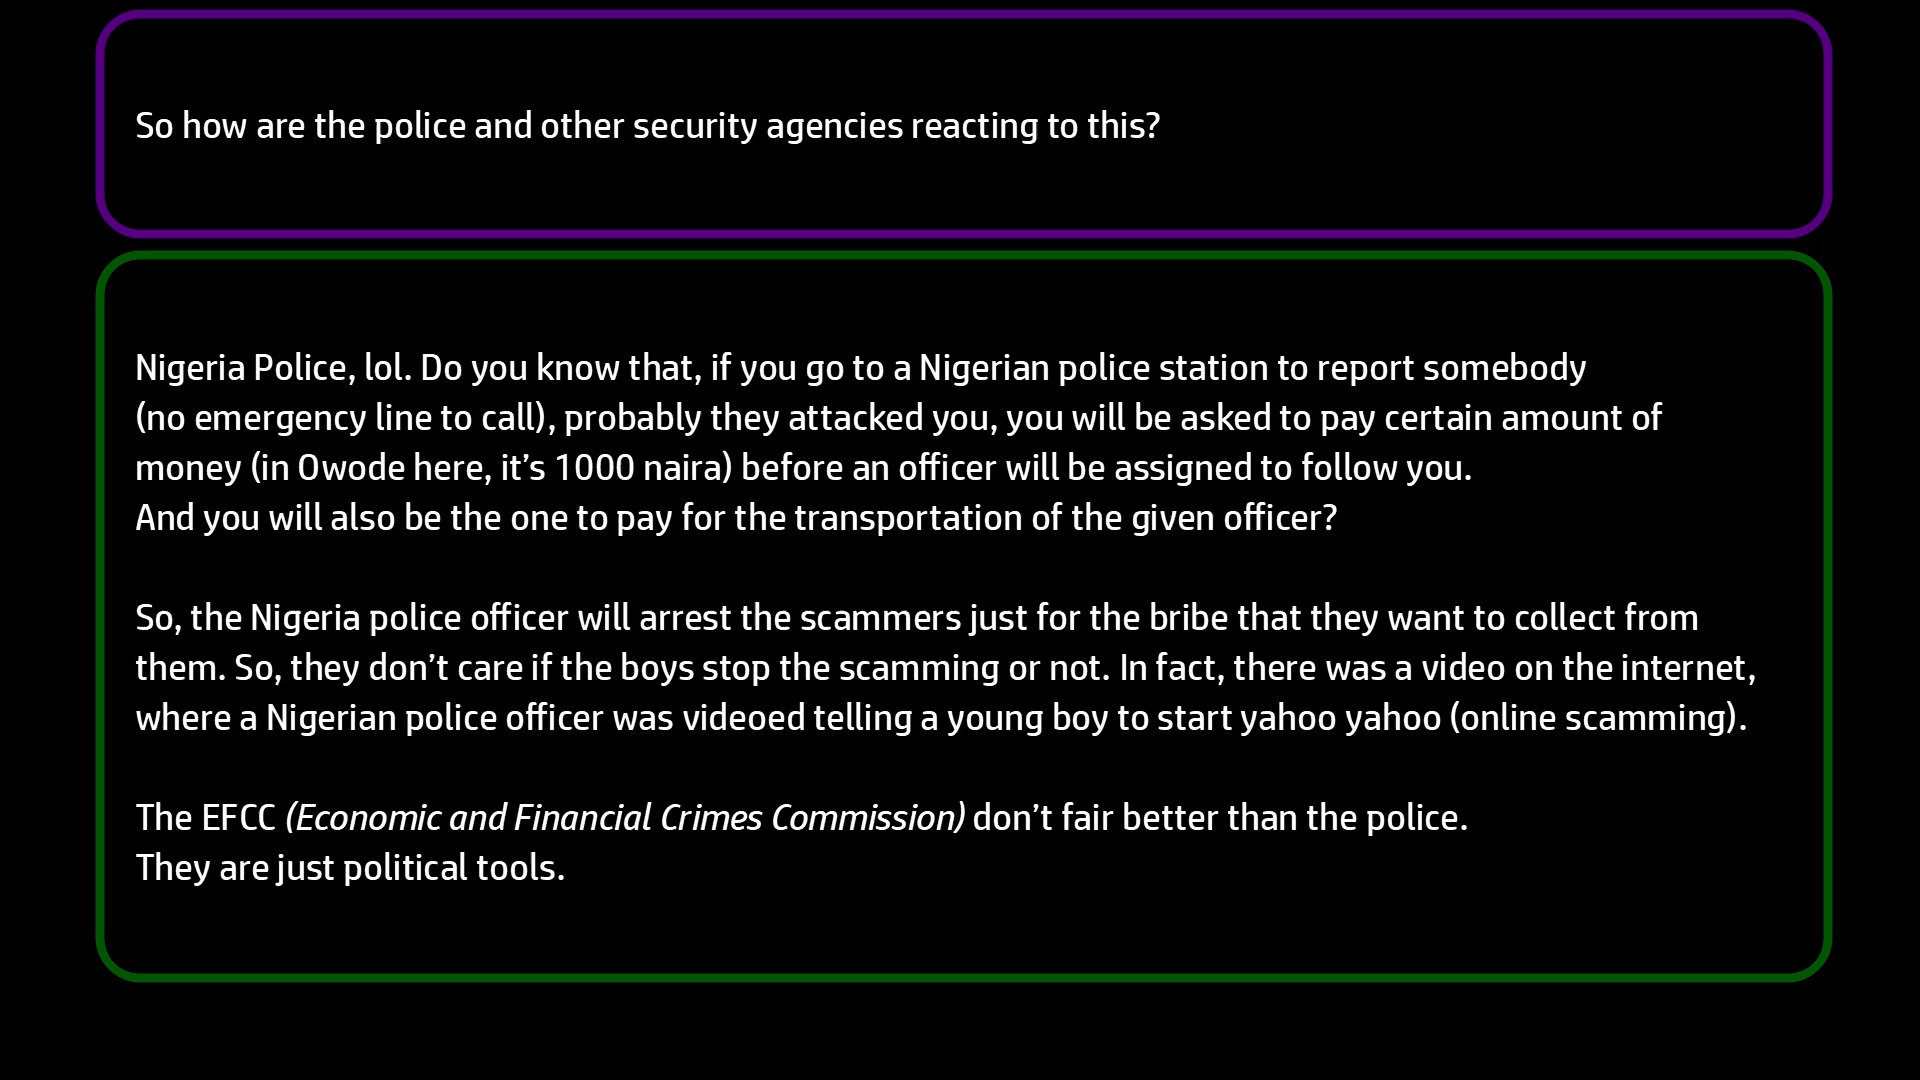 So how are the police and other security agencies reacting to this?
Nigeria Police, lol. Do you know that, if you go to a Nigerian police station to report somebody
(no emergency line to call), probably they attacked you, you will be asked to pay certain amount of
money (in Owode here, it’s 1000 naira) before an officer will be assigned to follow you.
And you will also be the one to pay for the transportation of the given officer?
So, the Nigeria police officer will arrest the scammers just for the bribe that they want to collect from
them. So, they don’t care if the boys stop the scamming or not. In fact, there was a video on the internet,
where a Nigerian police officer was videoed telling a young boy to start yahoo yahoo (online scamming).
The EFCC (Economic and Financial Crimes Commission) don’t fair better than the police.
They are just political tools.